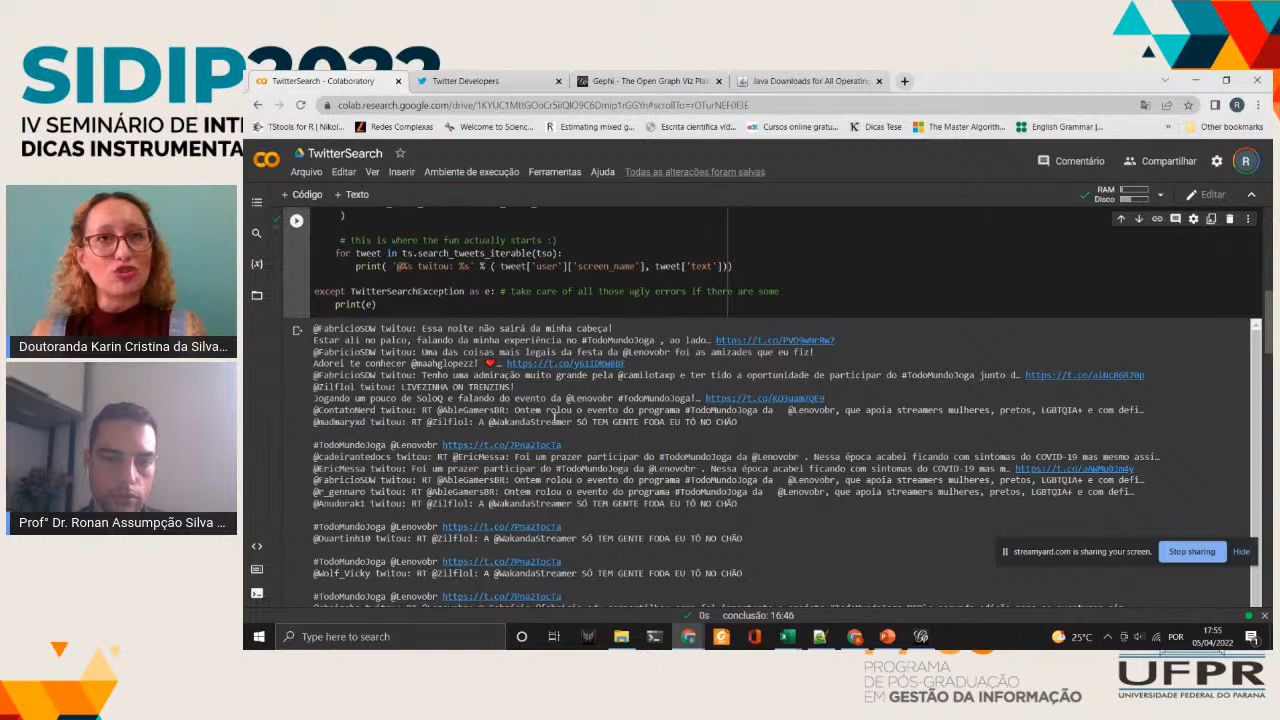 SIDIP2022
IV SEMINÁRIO DE INT
DICAS INSTRUMENTA
TwitterSearch - Colaboratory
Twitter Developers
Gephi - The Open Graph Viz Pla
Java Downloads for All Operatin
colab.research.google.com/drive/
TStools for R | Nikol...
Redes Complexas
Welcome to Scienc...
Estimating mixed g...
Escrita científica víd...
Cursos online gratu...
Dicas Tese
The Master Algorith...
English Grammar |...
Other bookmarks
TwitterSearch
Comentário
Compartilhar
R
Arquivo Editar Ver Inserir Ambiente de execução Ferramentas Ajuda Todas as alterações foram salvas
+ Código + Texto
RAM
Disco
Editar
)
# this is where the fun actually starts :)
for tweet in ts.search_tweets_iterable(tso):
print( '@%s twitou: %s' % ( tweet['user']['screen_name'], tweet['text']))
except TwitterSearchException as e: # take care of all those ugly errors if there are some
print(e)
@FabricioSDW twitou: Essa noite não sairá da minha cabeça!
Estar ali no palco, falando da minha experiência no #TodoMundoJoga , ao lado…
@FabricioSDW twitou: Uma das coisas mais legais da festa da @Lenovobr foi as amizades que eu fiz!
Adorei te conhecer @maahglopezz! ❤…
@FabricioSDW twitou: Tenho uma admiração muito grande pela @camilotaxp e ter tido a oportunidade de participar do #TodoMundoJoga junto d…
@Zilflol twitou: LIVEZINHA ON TRENZINS!
Jogando um pouco de SoloQ e falando do evento da @Lenovobr #TodoMundoJoga!…
@ContatoNerd twitou: RT @AbleGamersBR: Ontem rolou o evento do programa #TodoMundoJoga da @Lenovobr, que apoia streamers mulheres, pretos, LGBTQIA+ e com defi…
@madmaryxd twitou: RT @Zilflol: A @WakandaStreamer SÓ TEM GENTE FODA EU TÔ NO CHÃO
#TodoMundoJoga @Lenovobr https://t.co/7Pna2TocTa
@cadeirantedocs twitou: RT @EricMessa: Foi um prazer participar do #TodoMundoJoga da @Lenovobr . Nessa época acabei ficando com sintomas do COVID-19 mas mesmo assi…
@EricMessa twitou: Foi um prazer participar do #TodoMundoJoga da @Lenovobr . Nessa época acabei ficando com sintomas do COVID-19 mas m…
@FabricioSDW twitou: RT @AbleGamersBR: Ontem rolou o evento do programa #TodoMundoJoga da @Lenovobr, que apoia streamers mulheres, pretos, LGBTQIA+ e com defi…
@r_gennaro twitou: RT @AbleGamersBR: Ontem rolou o evento do programa #TodoMundoJoga da @Lenovobr, que apoia streamers mulheres, pretos, LGBTQIA+ e com defi…
@Anudorak1 twitou: RT @Zilflol: A @WakandaStreamer SÓ TEM GENTE FODA EU TÔ NO CHÃO
#TodoMundoJoga @Lenovobr https://t.co/7Pna2TocTa
@Duartinh10 twitou: RT @Zilflol: A @WakandaStreamer SÓ TEM GENTE FODA EU TÔ NO CHÃO
#TodoMundoJoga @Lenovobr https://t.co/7Pna2TocTa
@Wolf_Vicky twitou: RT @Zilflol: A @WakandaStreamer SÓ TEM GENTE FODA EU TÔ NO CHÃO
#TodoMundoJoga @Lenovobr https://t.co/7Pna2TocTa
streamyard.com is sharing your screen.
Stop sharing
Hide
0s conclusão: 16:46
Type here to search
25°C
POR
17:55
05/04/2022
Doutoranda Karin Cristina da Silva...
Prof° Dr. Ronan Assumpção Silva ...
PROGRAMA
DE PÓS-GRADUAÇÃO
EM GESTÃO DA INFORMAÇÃO
UFPR
UNIVERSIDADE FEDERAL DO PARANÁ